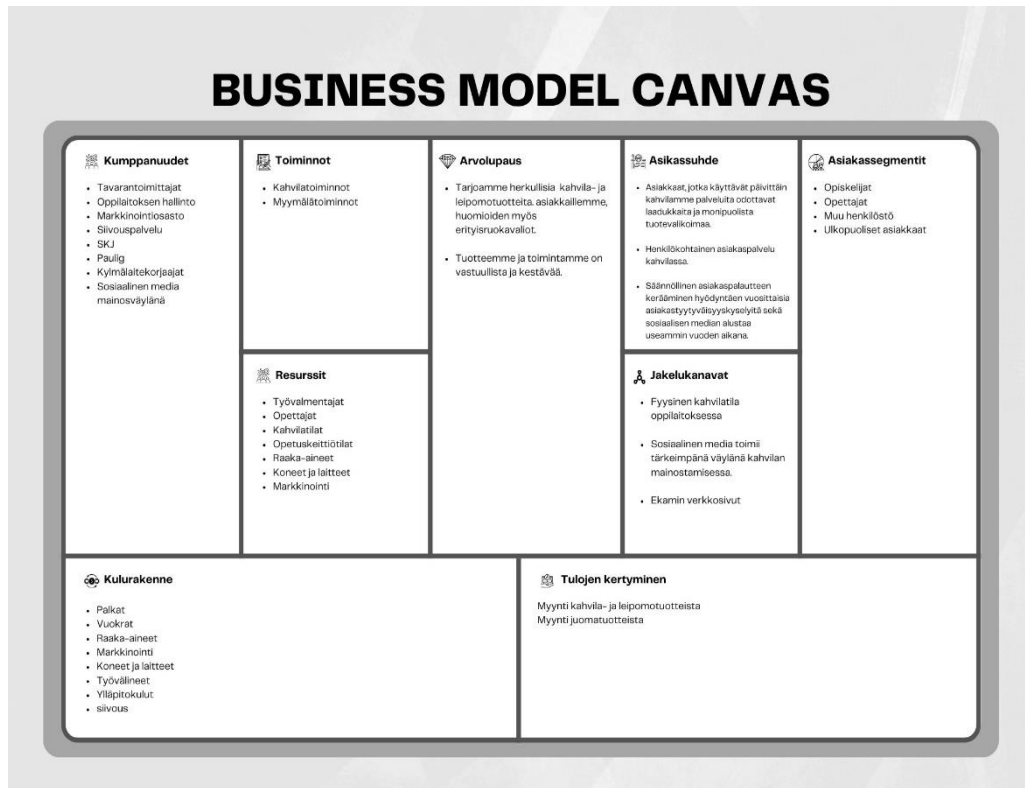 BUSINESS MODEL CANVAS
Kumppanuudet
• Tavarantoimittajat
• Oppilaitoksen hallinto
• Markkinointiosasto
• Siivouspalvelu
• SKJ
• Paulig
• Kylmälaitekorjaajat
• Sosiaalinen media
mainosväylänä
Toiminnot
• Kahvilatoiminnot
• Myymälätoiminnot
Resurssit
• Työvalmentajat
• Opettajat
• Kahvilatilat
• Opetuskeittiötilat
• Raaka-aineet
• Koneet ja laitteet
• Markkinointi
Arvolupaus
• Tarjoamme herkullisia kahvila- ja
leipomotuotteita. asiakkaillemme,
huomioiden myös
erityisruokavaliot.
• Tuotteemme ja toimintamme on
vastuullista ja kestävää.
Asikassuhde
• Asiakkaat, jotka käyttävät päivittäin
kahvilamme palveluita odottavat
laadukkaita ja monipuolista
tuotevalikoimaa.
• Henkilökohtainen asiakaspalvelu
kahvilassa.
• Säännöllinen asiakaspalautteen
kerääminen hyödyntäen vuosittaisia
asiakastyytyväisyyskyselyitä sekä
sosiaalisen median alustaa
useammin vuoden aikana.
Jakelukanavat
• Fyysinen kahvilatila
oppilaitoksessa
• Sosiaalinen media toimii
tärkeimpänä väylänä kahvilan
mainostamisessa.
• Ekamin verkkosivut
Asiakassegmentit
• Opiskelijat
• Opettajat
• Muu henkilöstö
• Ulkopuoliset asiakkaat
Kulurakenne
• Palkat
• Vuokrat
• Raaka-aineet
• Markkinointi
• Koneet ja laitteet
• Työvälineet
• Ylläpitokulut
• siivous
Tulojen kertyminen
Myynti kahvila- ja leipomotuotteista
Myynti juomatuotteista